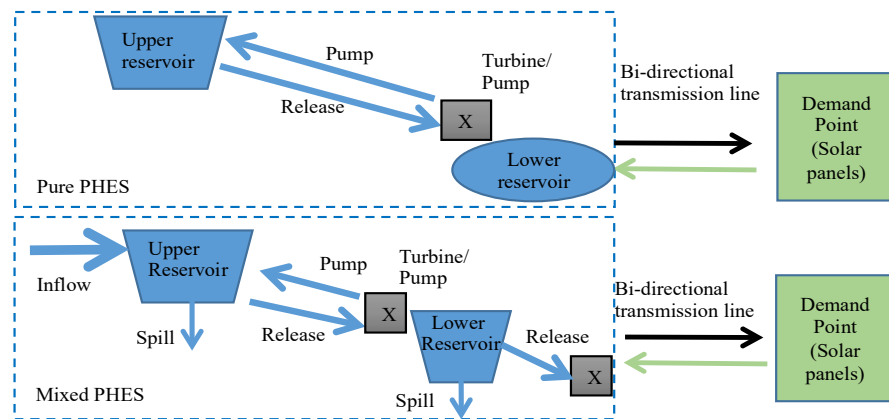 Upper
reservoir
Pump
Release
Turbine/
Pump
X
Lower
reservoir
Pure PHES
Bi-directional
transmission line
Demand
Point
(Solar
panels)
Inflow
Upper
Reservoir
Spill
Pump
Release
Turbine/
Pump
X
Lower
Reservoir
Release
X
Spill
Mixed PHES
Bi-directional
transmission line
Demand
Point
(Solar
panels)